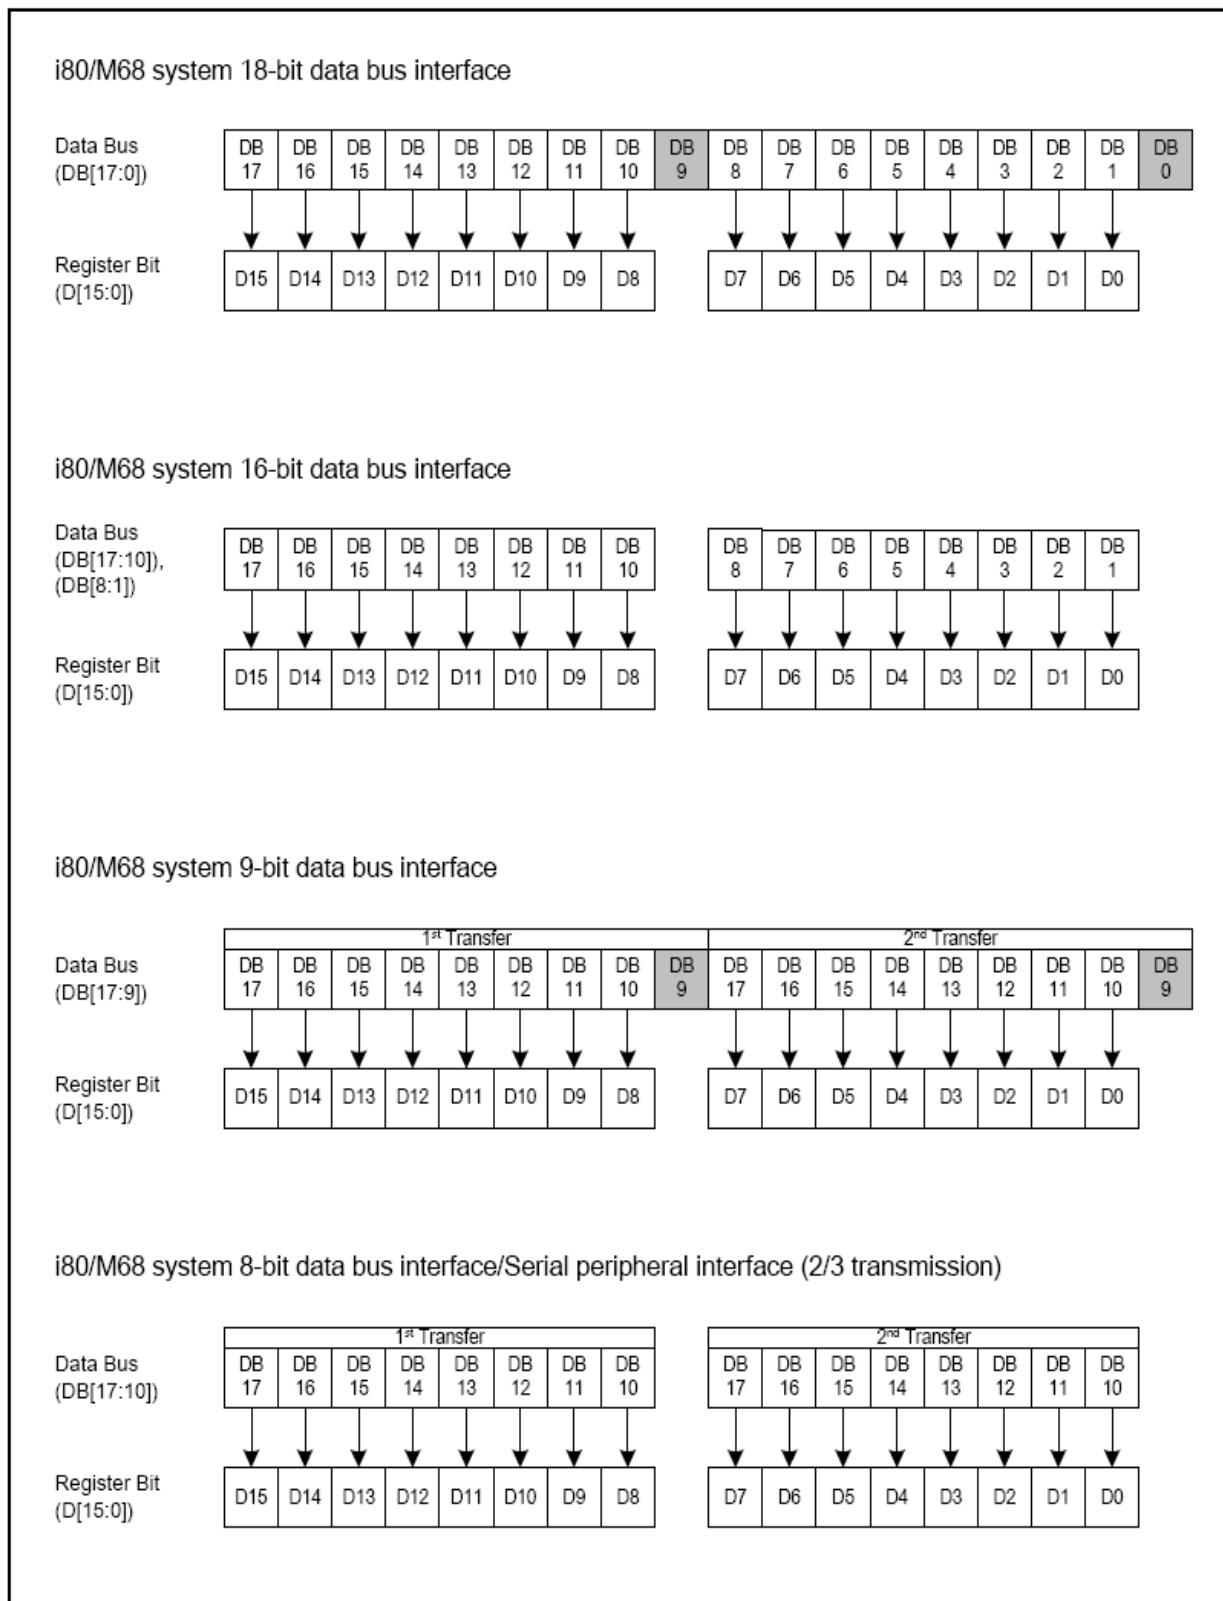 i80/M68 system 18-bit data bus interface
Data Bus
(DB[17:0])
DB 17 DB 16 DB 15 DB 14 DB 13 DB 12 DB 11 DB 10 DB 9 DB 8 DB 7 DB 6 DB 5 DB 4 DB 3 DB 2 DB 1 DB 0
Register Bit
(D[15:0])
D15 D14 D13 D12 D11 D10 D9 D8 D7 D6 D5 D4 D3 D2 D1 D0
i80/M68 system 16-bit data bus interface
Data Bus
(DB[17:10]),
(DB[8:1])
DB 17 DB 16 DB 15 DB 14 DB 13 DB 12 DB 11 DB 10 DB 8 DB 7 DB 6 DB 5 DB 4 DB 3 DB 2 DB 1
Register Bit
(D[15:0])
D15 D14 D13 D12 D11 D10 D9 D8 D7 D6 D5 D4 D3 D2 D1 D0
i80/M68 system 9-bit data bus interface
1st Transfer 2nd Transfer
Data Bus
(DB[17:9])
DB 17 DB 16 DB 15 DB 14 DB 13 DB 12 DB 11 DB 10 DB 9 DB 17 DB 16 DB 15 DB 14 DB 13 DB 12 DB 11 DB 10 DB 9
Register Bit
(D[15:0])
D15 D14 D13 D12 D11 D10 D9 D8 D7 D6 D5 D4 D3 D2 D1 D0
i80/M68 system 8-bit data bus interface/Serial peripheral interface (2/3 transmission)
1st Transfer 2nd Transfer
Data Bus
(DB[17:10])
DB 17 DB 16 DB 15 DB 14 DB 13 DB 12 DB 11 DB 10 DB 17 DB 16 DB 15 DB 14 DB 13 DB 12 DB 11 DB 10
Register Bit
(D[15:0])
D15 D14 D13 D12 D11 D10 D9 D8 D7 D6 D5 D4 D3 D2 D1 D0